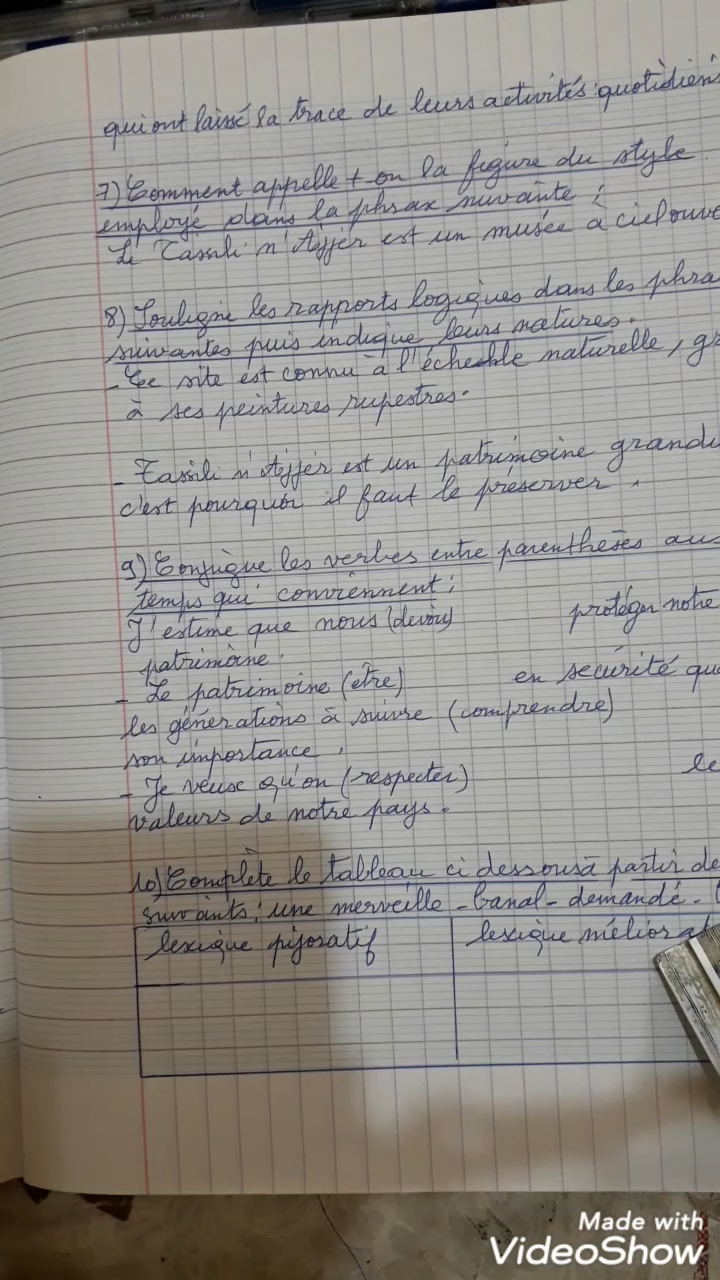 qui ont laissé la trace de leurs activités quotidiens
7) Comment appelle t on la figure du style
employé dans la phrase suivante :
Le Tassili n'Ajjer est un musée à ciel ouve
8) Souligne les rapports logiques dans les phra
suivantes puis indique leurs natures.
- Ce site est connu à l'échelle naturelle, gr
à ses peintures rupestres.
- Tassili n'Ajjer est un patrimoine grand
c'est pourquoi il faut le préserver.
9) Conjugue les verbes entre parenthèses au
temps qui conviennent :
J'estime que nous (devoir) protéger notre
patrimoine.
- Le patrimoine (être) en sécurité qu
les générations à suivre (comprendre)
son importance.
- Je veux qu'on (respecter) le
valeurs de notre pays.
10) Complète le tableau ci dessous à partir de
suivants : une merveille - banal - demandé -
lexique péjoratif lexique méliorat
Made with
VideoShow